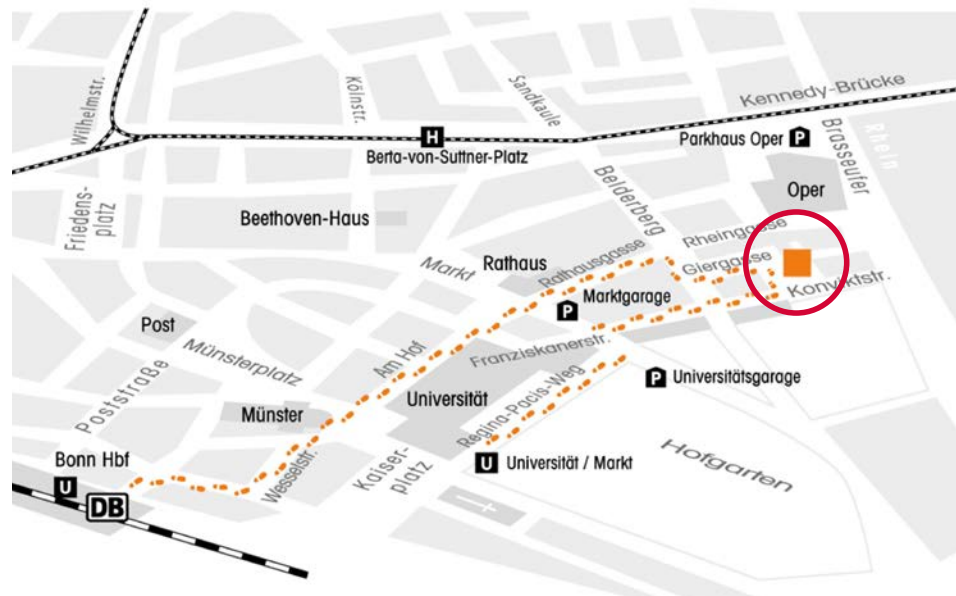 Wilhelmstr.
Kölnstr.
Sandkaule
Kennedy-Brücke
H
Berta-von-Suttner-Platz
Parkhaus Oper P
Brasseufer
Rhein
Friedens-
platz
Beethoven-Haus
Belderberg
Oper
Rheingasse
Markt
Rathaus
Rathausgasse
Giergasse
Konviktstr.
Marktgarage
P
Post
Münsterplatz
Am Hof
Franziskanerstr.
P Universitätsgarage
Poststraße
Münster
Universität
Regina-Pacis-Weg
Hofgarten
Bonn Hbf
U
DB
Wesselstr.
Kaiser-
platz
U Universität / Markt